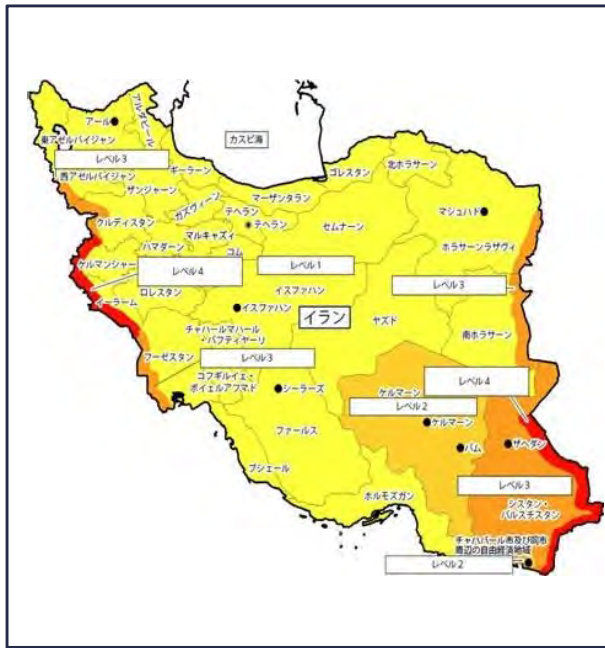 アルダビール
アール
東アゼルバイジャン
レベル3
西アゼルバイジャン
カスピ海
ギーラーン
ザンジャーン
ガズヴィーン
マーザンダラン
ゴレスタン
北ホラサーン
マシュハド
クルディスタン
テヘラン
テヘラン
セムナーン
ハマダーン
マルキャズィ
コム
ホラサーンラザヴィ
ケルマンシャー
レベル4
レベル1
レベル3
イーラーム
ロレスタン
イスファハン
イスファハン
イラン
ヤズド
南ホラサーン
チャハールマハール
・バフティヤーリ
フーゼスタン
レベル3
コフギルイェ・
ボイェルアフマド
シーラーズ
ケルマーン
レベル2
ケルマーン
レベル4
ザヘダン
バム
ファールス
ブシェール
レベル3
シスタン・
バルスチスタン
ホルモズガン
チャバハール市及び同市
周辺の自由経済地域
レベル2